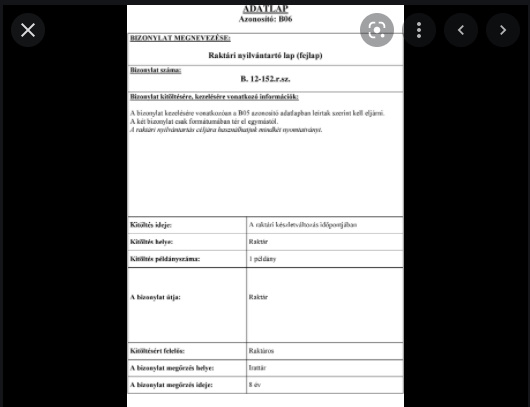 ADATLAP
Azonosító: B06
BIZONYLAT MEGNEVEZÉSE:
Raktári nyilvántartó lap (fejlap)
Bizonylat száma:
B. 12-152.r.sz.
Bizonylat kitöltésére, kezelésére vonatkozó információk:
A bizonylat kezelésére vonatkozóan a B05 azonosító adatlapban leírtak szerint kell eljárni.
A két bizonylat csak formátumában tér el egymástól.
A raktári nyilvántartás céljára használhatjuk mindkét nyomtatványt.
Kitöltés ideje: A raktári készletváltozás időpontjában
Kitöltés helye: Raktár
Kitöltés példányszáma: 1 példány
A bizonylat útja: Raktár
Kitöltésért felelős: Raktáros
A bizonylat megőrzés helye: Irattár
A bizonylat megőrzés ideje: 8 év